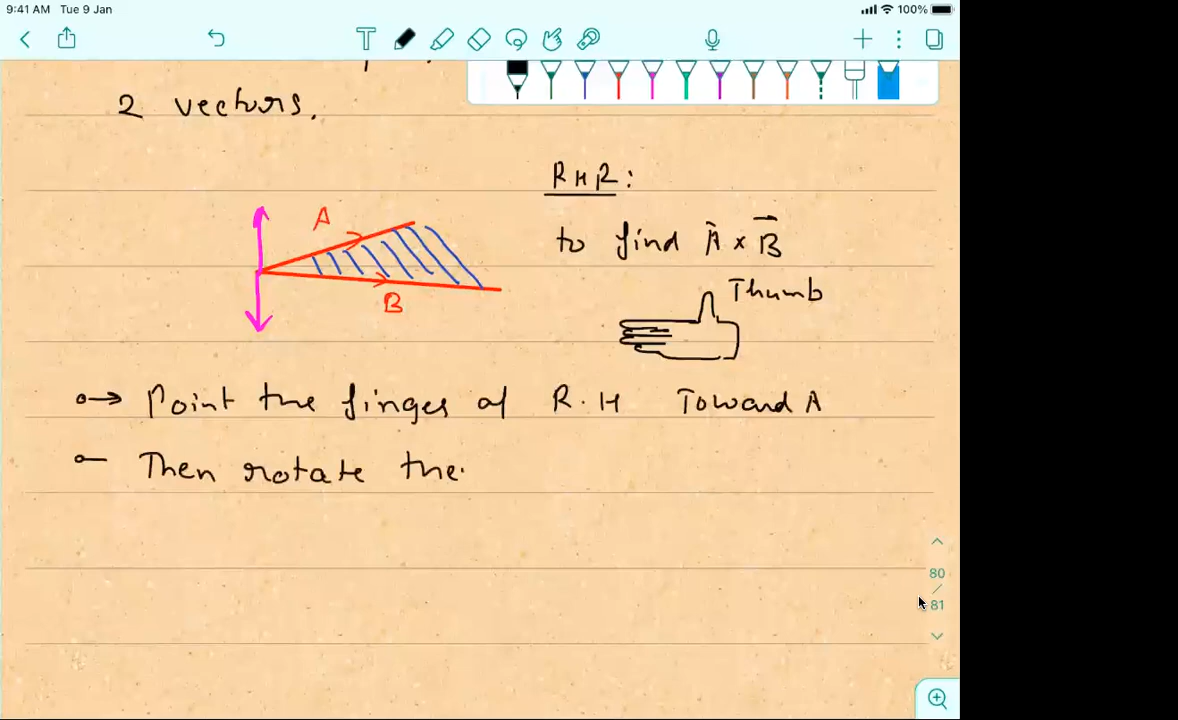 9:41 AM Tue 9 Jan
100%
2 vectors.
RHR:
A
to find A × B
B
Thumb
Point the finges of R.H Toward A
Then rotate the
80
/
81